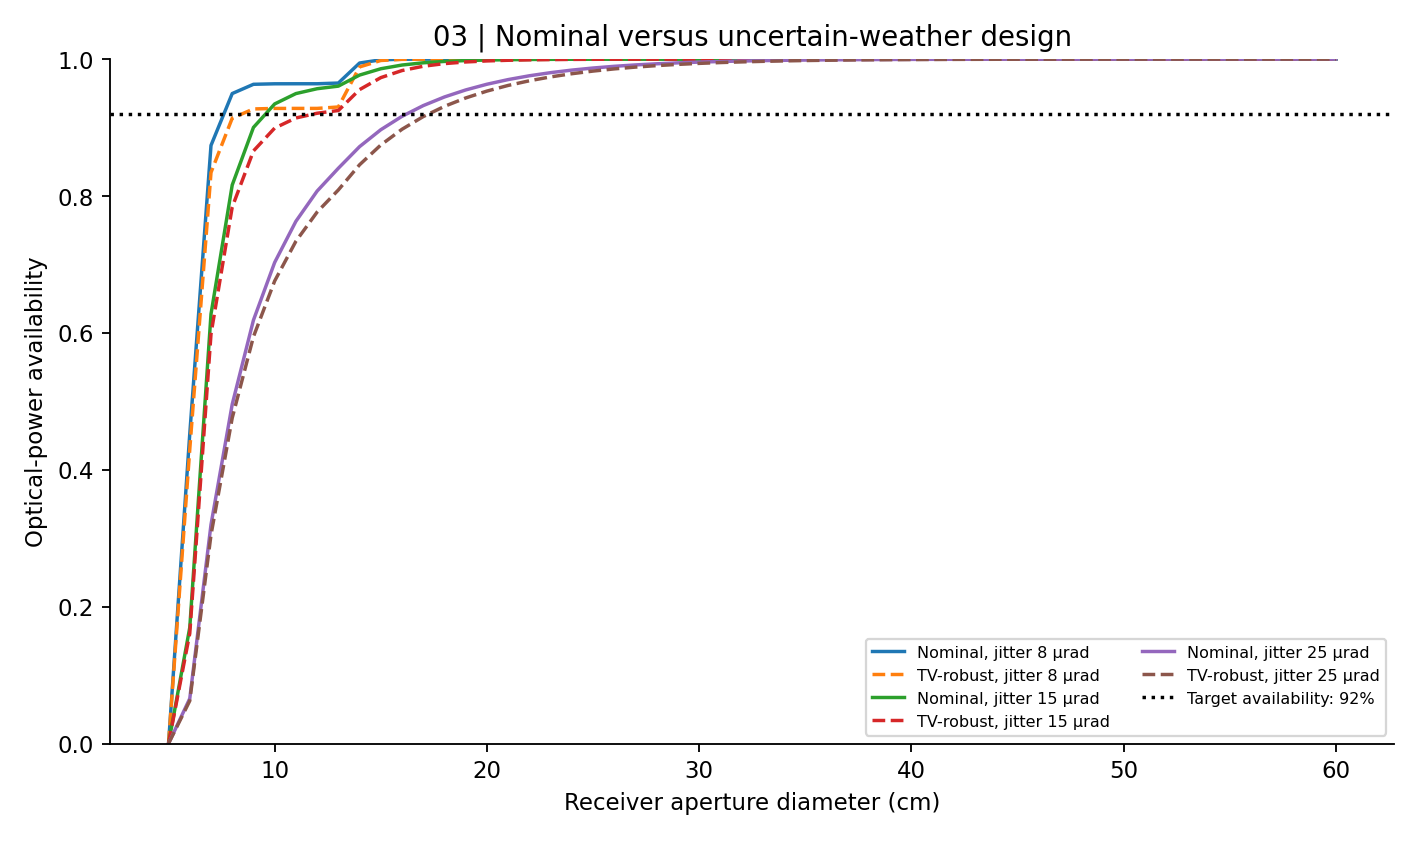 03 | Nominal versus uncertain-weather design
Optical-power availability
1.0
0.8
0.6
0.4
0.2
0.0
10
20
30
40
50
60
Receiver aperture diameter (cm)
Nominal, jitter 8 µrad
TV-robust, jitter 8 µrad
Nominal, jitter 15 µrad
TV-robust, jitter 15 µrad
Nominal, jitter 25 µrad
TV-robust, jitter 25 µrad
Target availability: 92%